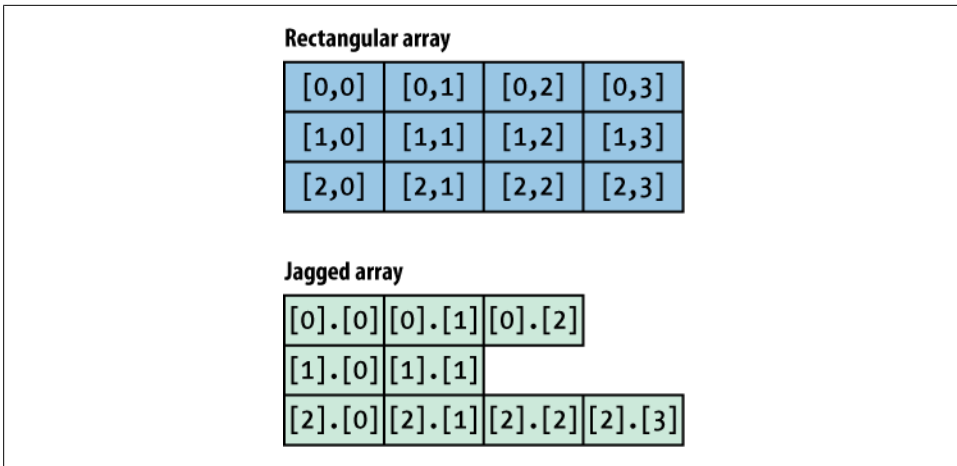 Rectangular array
[0,0] [0,1] [0,2] [0,3]
[1,0] [1,1] [1,2] [1,3]
[2,0] [2,1] [2,2] [2,3]
Jagged array
[0].[0] [0].[1] [0].[2]
[1].[0] [1].[1]
[2].[0] [2].[1] [2].[2] [2].[3]